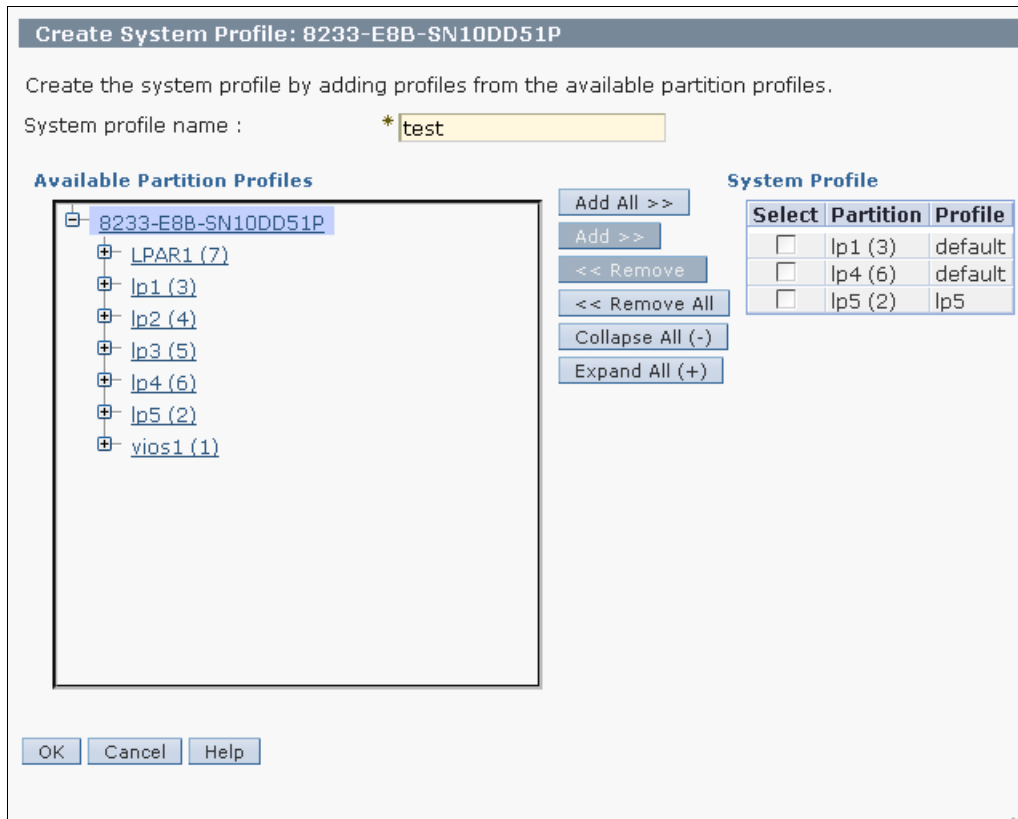 Create System Profile: 8233-E8B-SN10DD51P
Create the system profile by adding profiles from the available partition profiles.
System profile name : * test
Available Partition Profiles
8233-E8B-SN10DD51P
LPAR1 (7)
lp1 (3)
lp2 (4)
lp3 (5)
lp4 (6)
lp5 (2)
vios1 (1)
Add All >>
Add >>
<< Remove
<< Remove All
Collapse All (-)
Expand All (+)
System Profile
Select Partition Profile
lp1 (3) default
lp4 (6) default
lp5 (2) lp5
OK Cancel Help